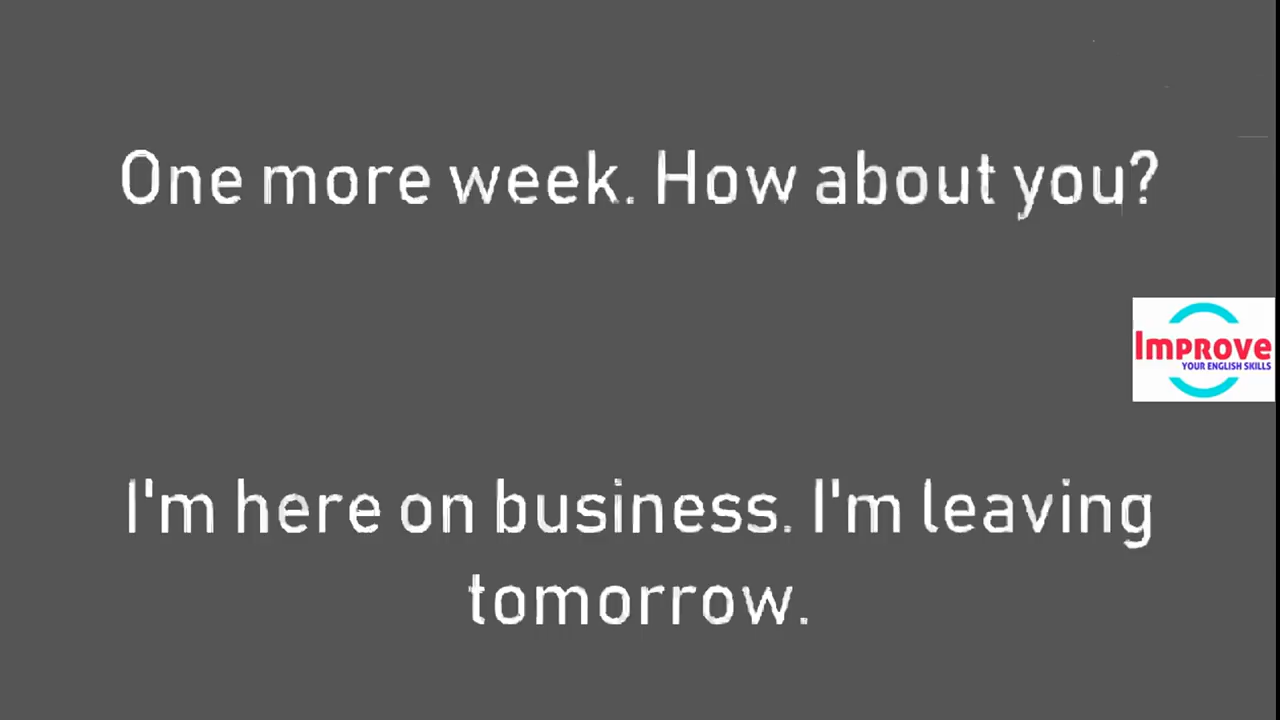 One more week. How about you?
Improve
YOUR ENGLISH SKILLS
I'm here on business. I'm leaving
tomorrow.